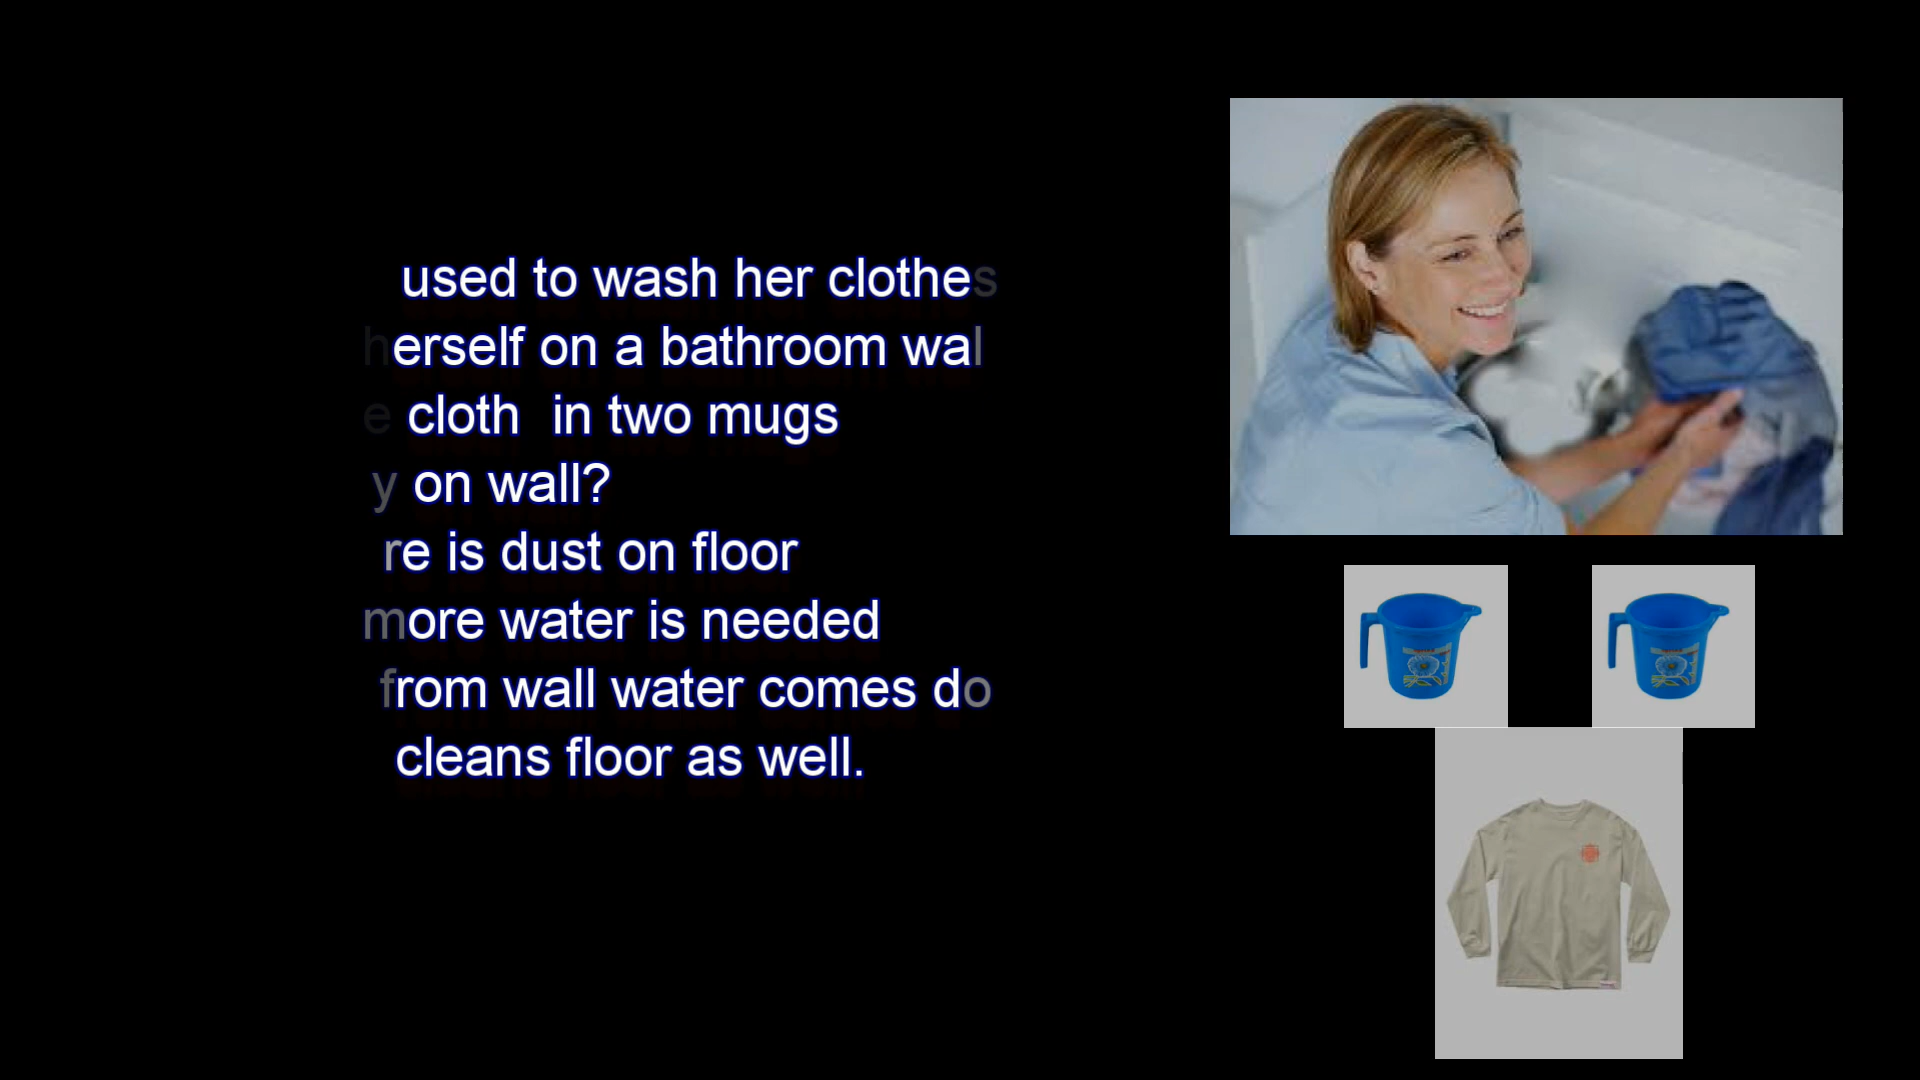 used to wash her clothes
herself on a bathroom wal
e cloth in two mugs
y on wall?
re is dust on floor
more water is needed
from wall water comes do
cleans floor as well.